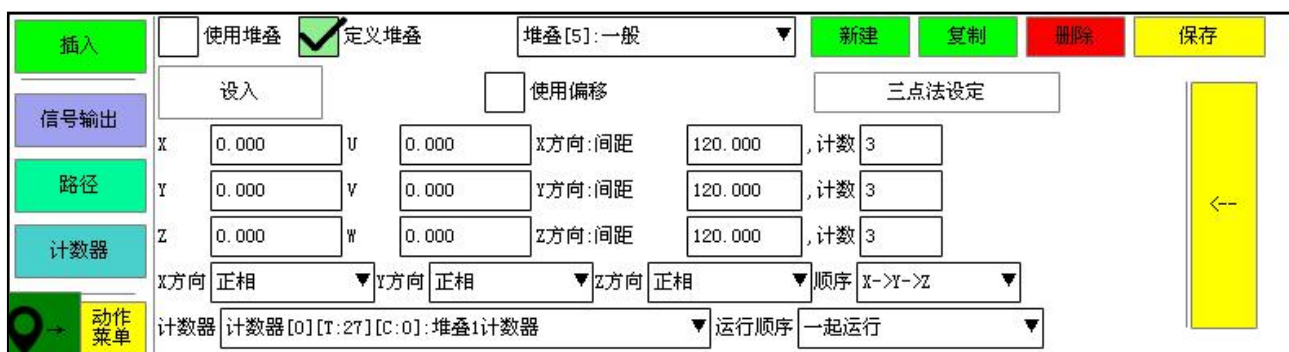 插入 使用堆叠 定义堆叠 堆叠[5]:一般 新建 复制 删除 保存
设入 使用偏移 三点法设定
信号输出
X 0.000 U 0.000 X方向:间距 120.000 ,计数 3
路径 Y 0.000 V 0.000 Y方向:间距 120.000 ,计数 3
<--
计数器 Z 0.000 W 0.000 Z方向:间距 120.000 ,计数 3
X方向 正相 Y方向 正相 Z方向 正相 顺序 X->Y->Z
动作
菜单
计数器 计数器[0][T:27][C:0]:堆叠1计数器 运行顺序 一起运行